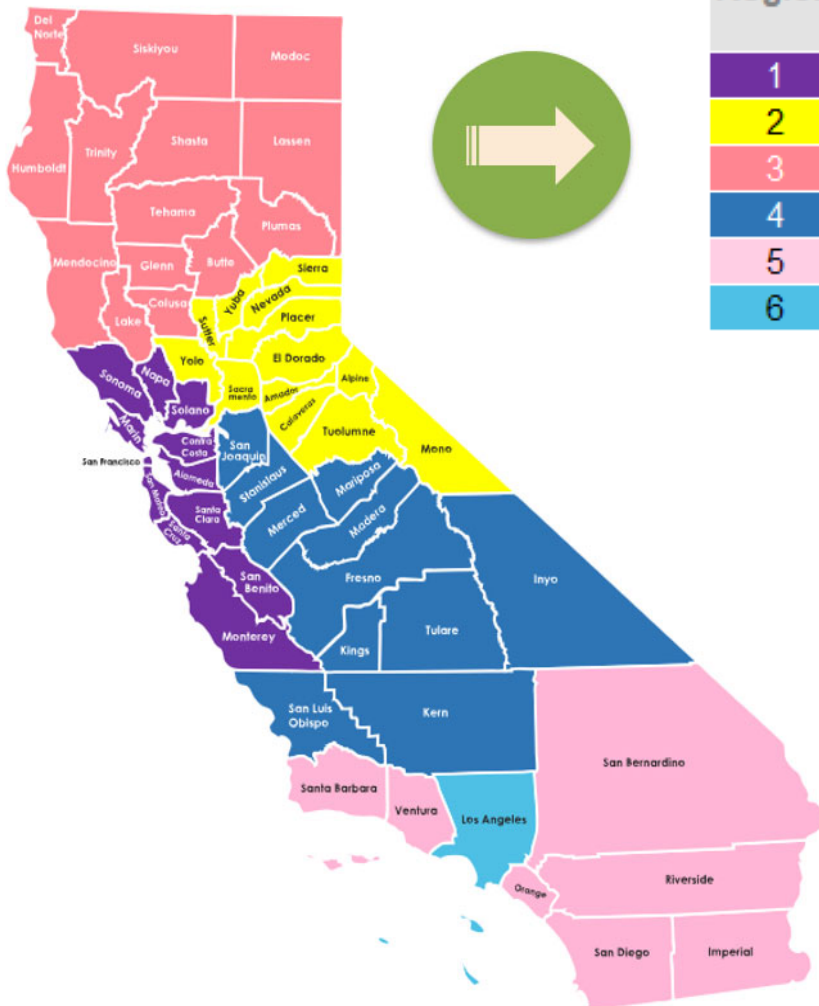 Del
Norte
Siskiyou
Modoc
Humboldt
Trinity
Shasta
Lassen
Tehama
Plumas
Mendocino
Glenn
Butte
Colusa
Lake
Sierra
Yuba
Nevada
Sutter
Placer
Yolo
El Dorado
Sacra
mento
Amador
Alpine
Calaveras
Tuolumne
Mono
Sonoma
Napa
Solano
Marin
Contra
Costa
San Francisco
Alameda
San Mateo
Santa
Clara
Santa
Cruz
San
Joaquin
Stanislaus
Mariposa
Merced
Madera
San
Benito
Fresno
Inyo
Monterey
Kings
Tulare
San Luis
Obispo
Kern
San Bernardino
Santa Barbara
Ventura
Los Angeles
Orange
Riverside
San Diego
Imperial
1
2
3
4
5
6